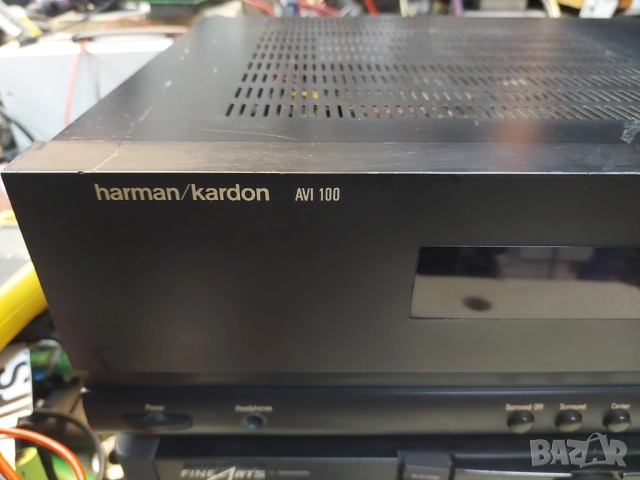 harman/kardon AVI 100
Power Headphones Surround Off Surround Center
FINE ARTS
BAZAR